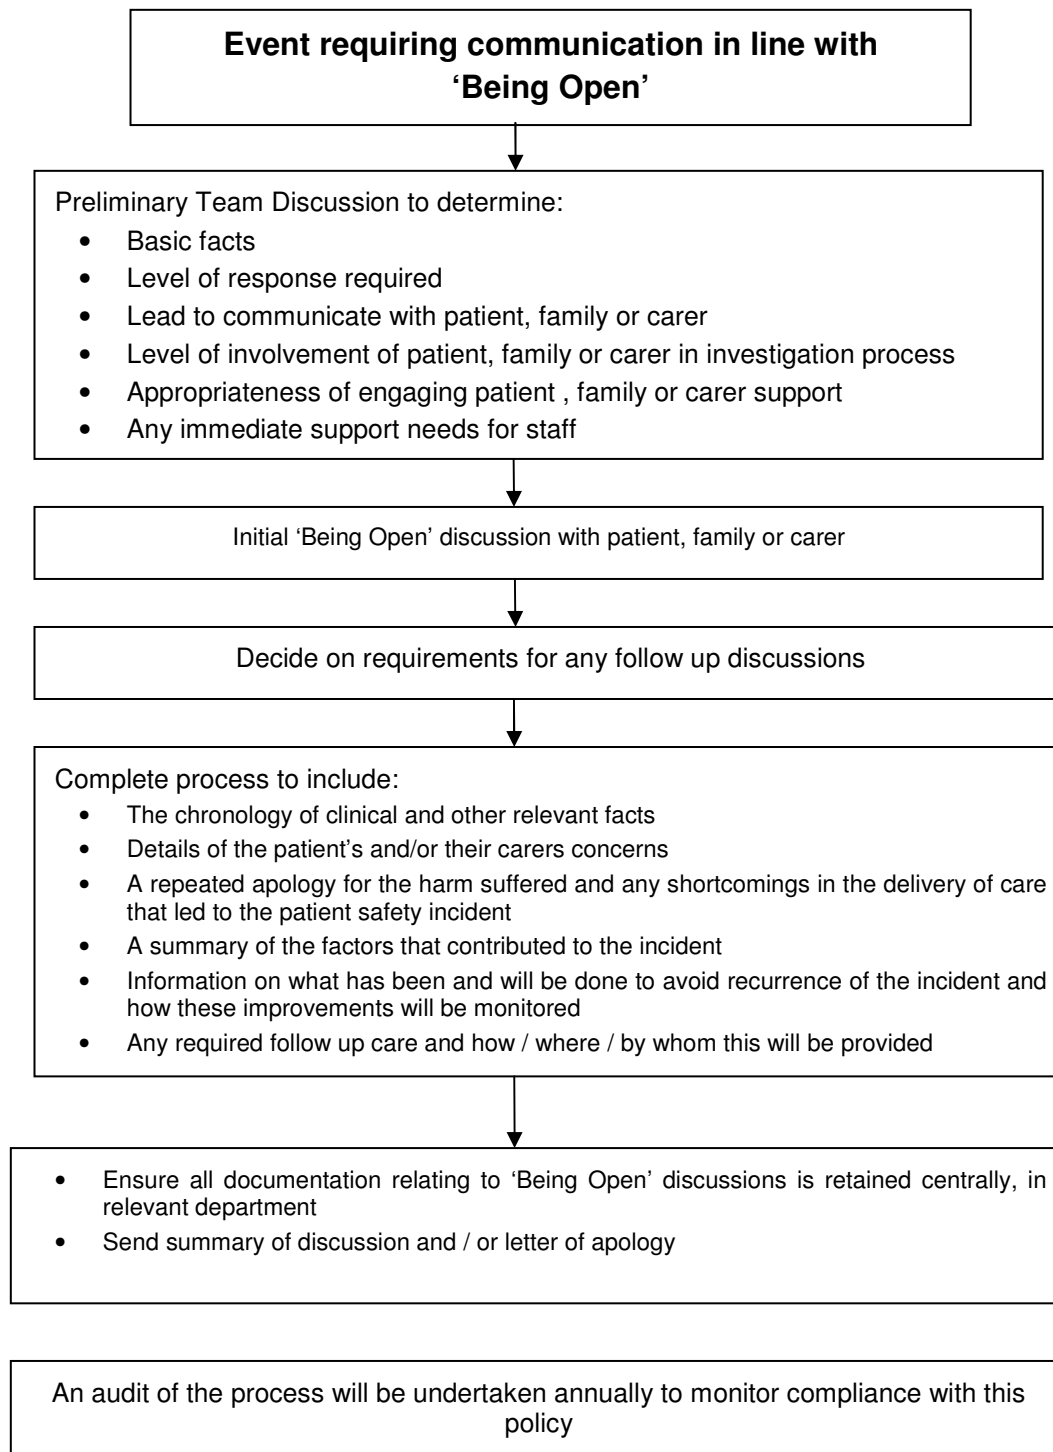 Event requiring communication in line with
‘Being Open’
Preliminary Team Discussion to determine:
• Basic facts
• Level of response required
• Lead to communicate with patient, family or carer
• Level of involvement of patient, family or carer in investigation process
• Appropriateness of engaging patient , family or carer support
• Any immediate support needs for staff
Initial ‘Being Open’ discussion with patient, family or carer
Decide on requirements for any follow up discussions
Complete process to include:
• The chronology of clinical and other relevant facts
• Details of the patient’s and/or their carers concerns
• A repeated apology for the harm suffered and any shortcomings in the delivery of care
that led to the patient safety incident
• A summary of the factors that contributed to the incident
• Information on what has been and will be done to avoid recurrence of the incident and
how these improvements will be monitored
• Any required follow up care and how / where / by whom this will be provided
• Ensure all documentation relating to ‘Being Open’ discussions is retained centrally, in
relevant department
• Send summary of discussion and / or letter of apology
An audit of the process will be undertaken annually to monitor compliance with this
policy